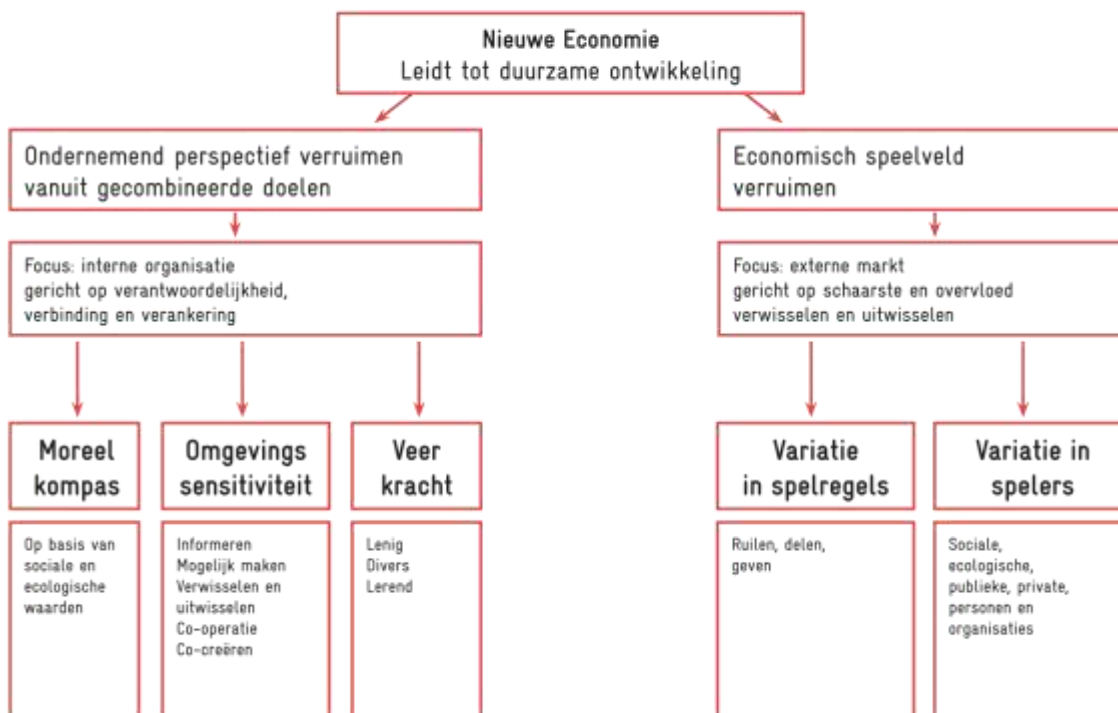 Nieuwe Economie
Leidt tot duurzame ontwikkeling
Ondernemend perspectief verruimen
vanuit gecombineerde doelen
Economisch speelveld
verruimen
Focus: interne organisatie
gericht op verantwoordelijkheid,
verbinding en verankering
Focus: externe markt
gericht op schaarste en overvloed
verwisselen en uitwisselen
Moreel
kompas
Omgevings
sensitiviteit
Veer
kracht
Variatie
in spelregels
Variatie in
spelers
Op basis van
sociale en
ecologische
waarden
Informeren
Mogelijk maken
Verwisselen en
uitwisselen
Co-operatie
Co-creëren
Lenig
Divers
Lerend
Ruilen, delen,
geven
Sociale,
ecologische,
publieke, private,
personen en
organisaties